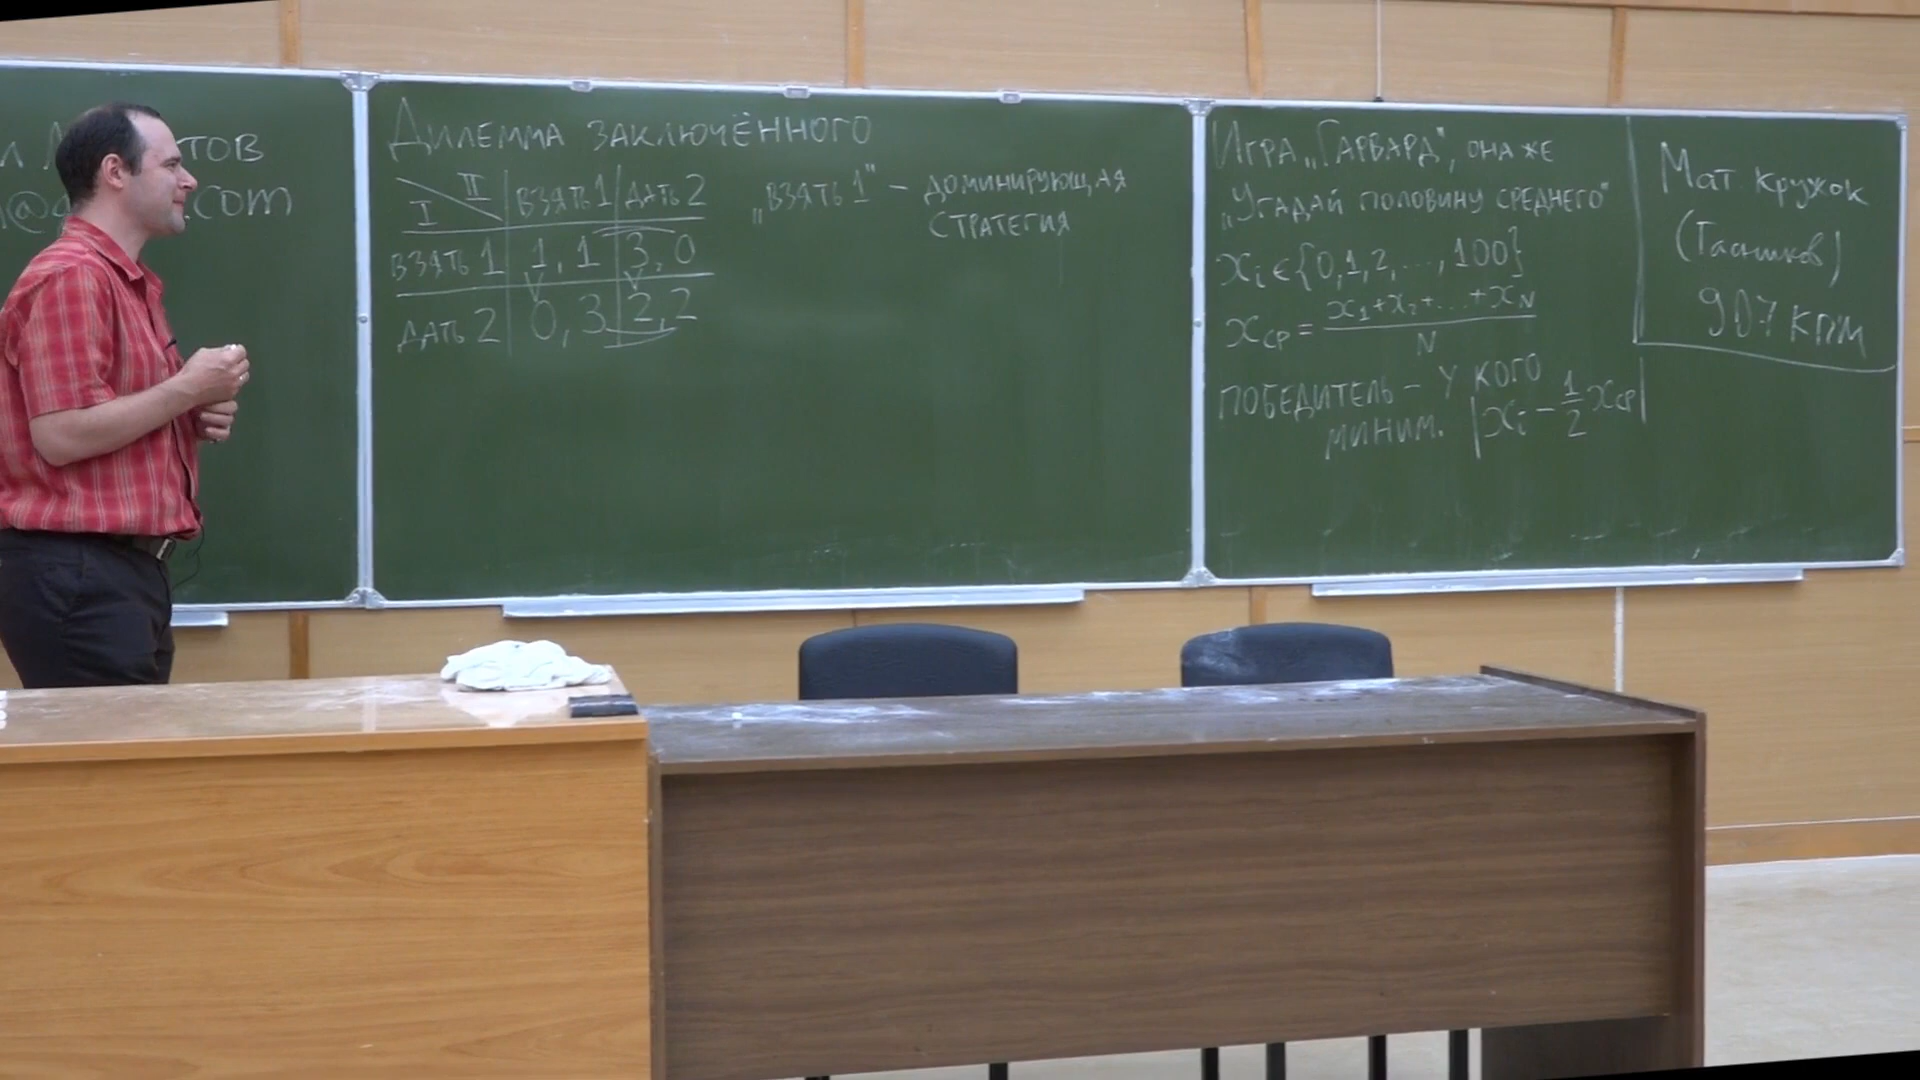 тов
.com
Дилемма заключённого
I II взять 1 дать 2
взять 1 1,1 3,0
дать 2 0,3 2,2
„взять 1" – доминирующая
стратегия
Игра „Гарвард", она же
„Угадай половину среднего"
xᵢ ∈ {0,1,2,...,100}
x_ср = (x₁+x₂+...+x_N)/N
победитель – у кого
миним. |xᵢ – 1/2 x_ср|
Мат. кружок
(Гасников)
907 КПМ